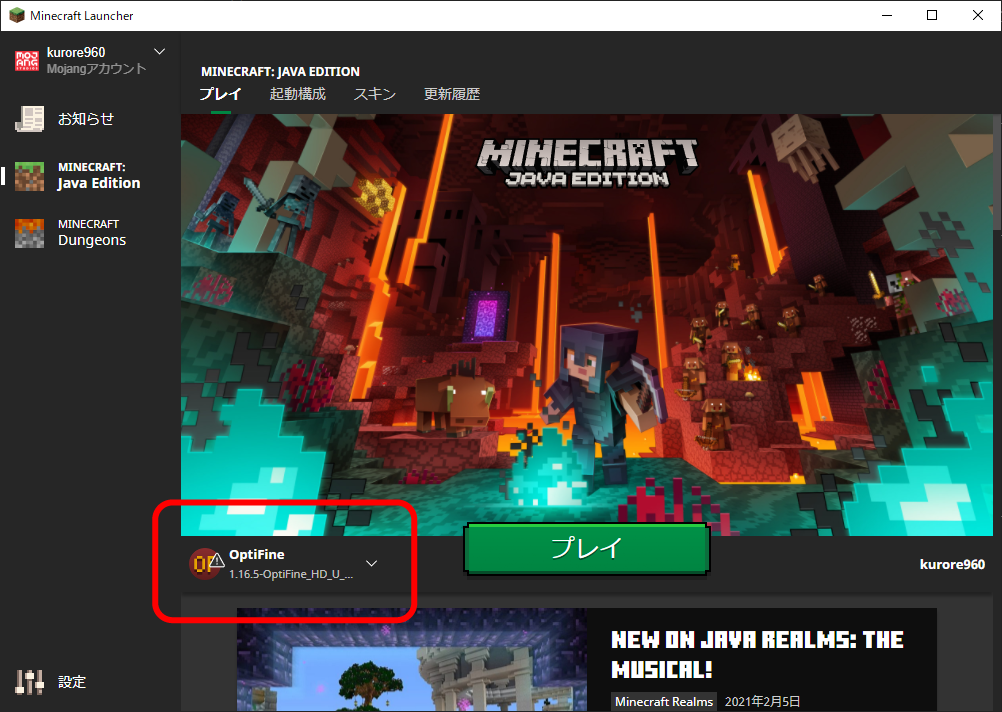 Minecraft Launcher
kurore960
Mojangアカウント
お知らせ
MINECRAFT:
Java Edition
MINECRAFT
Dungeons
設定
MINECRAFT: JAVA EDITION
プレイ 起動構成 スキン 更新履歴
MINECRAFT
JAVA EDITION
OF
OptiFine
1.16.5-OptiFine_HD_U_...
プレイ
kurore960
NEW ON JAVA REALMS: THE
MUSICAL!
Minecraft Realms 2021年2月5日